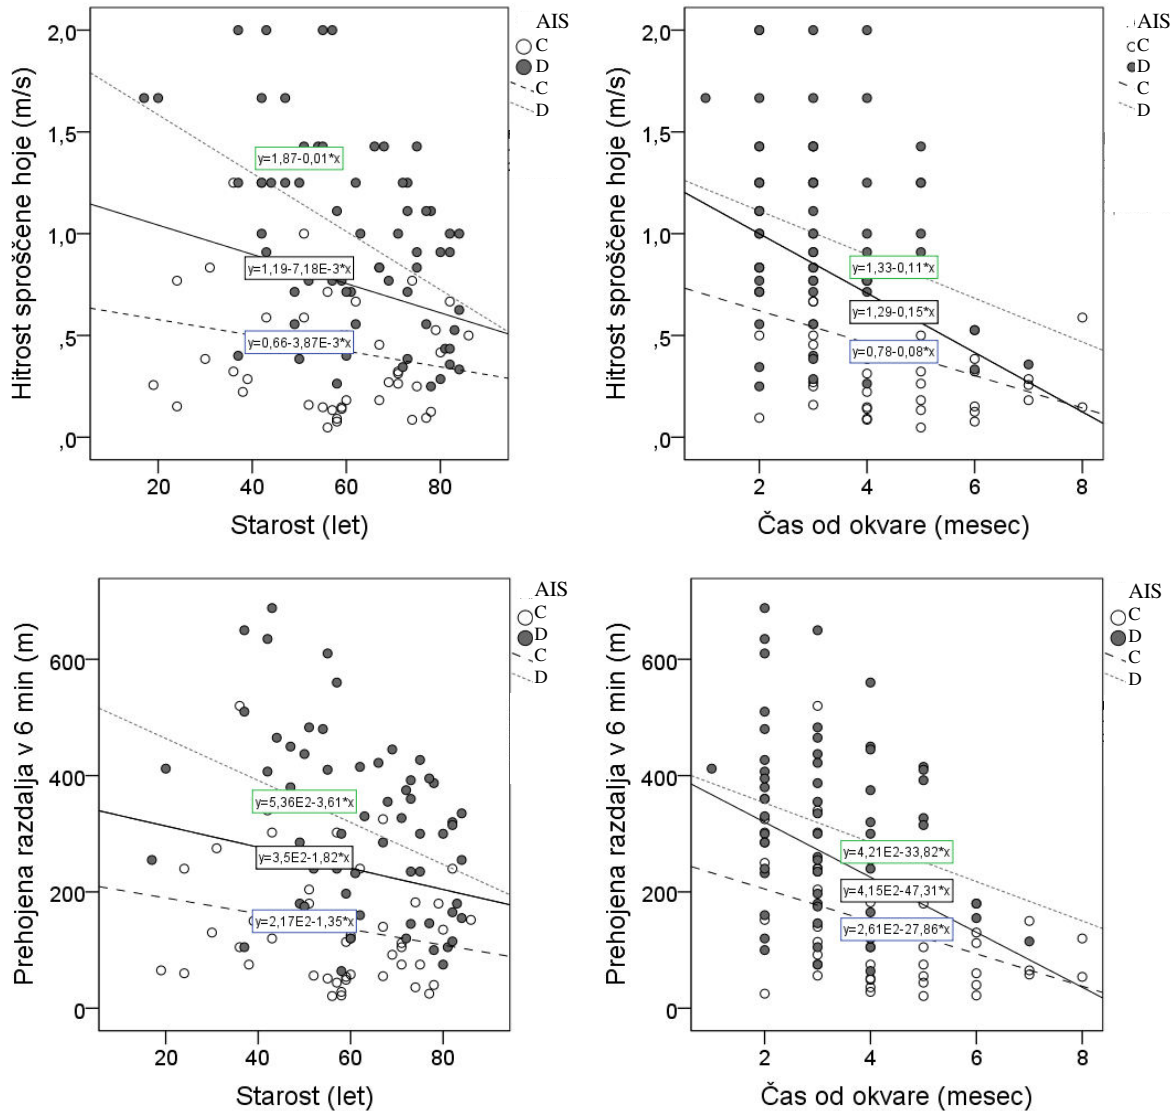 Hitrost sproščene hoje (m/s)
2,0
1,5
1,0
,5
,0
y=1,87-0,01*x
y=1,19-7,18E-3*x
y=0,66-3,87E-3*x
20 40 60 80
Starost (let)
AIS
C
D
C
D
Hitrost sproščene hoje (m/s)
2,0
1,5
1,0
,5
,0
y=1,33-0,11*x
y=1,29-0,15*x
y=0,78-0,08*x
2 4 6 8
Čas od okvare (mesec)
AIS
C
D
C
D
Prehojena razdalja v 6 min (m)
600
400
200
0
y=5,36E2-3,61*x
y=3,5E2-1,82*x
y=2,17E2-1,35*x
20 40 60 80
Starost (let)
AIS
C
D
C
D
Prehojena razdalja v 6 min (m)
600
400
200
0
y=4,21E2-33,82*x
y=4,15E2-47,31*x
y=2,61E2-27,86*x
2 4 6 8
Čas od okvare (mesec)
AIS
C
D
C
D